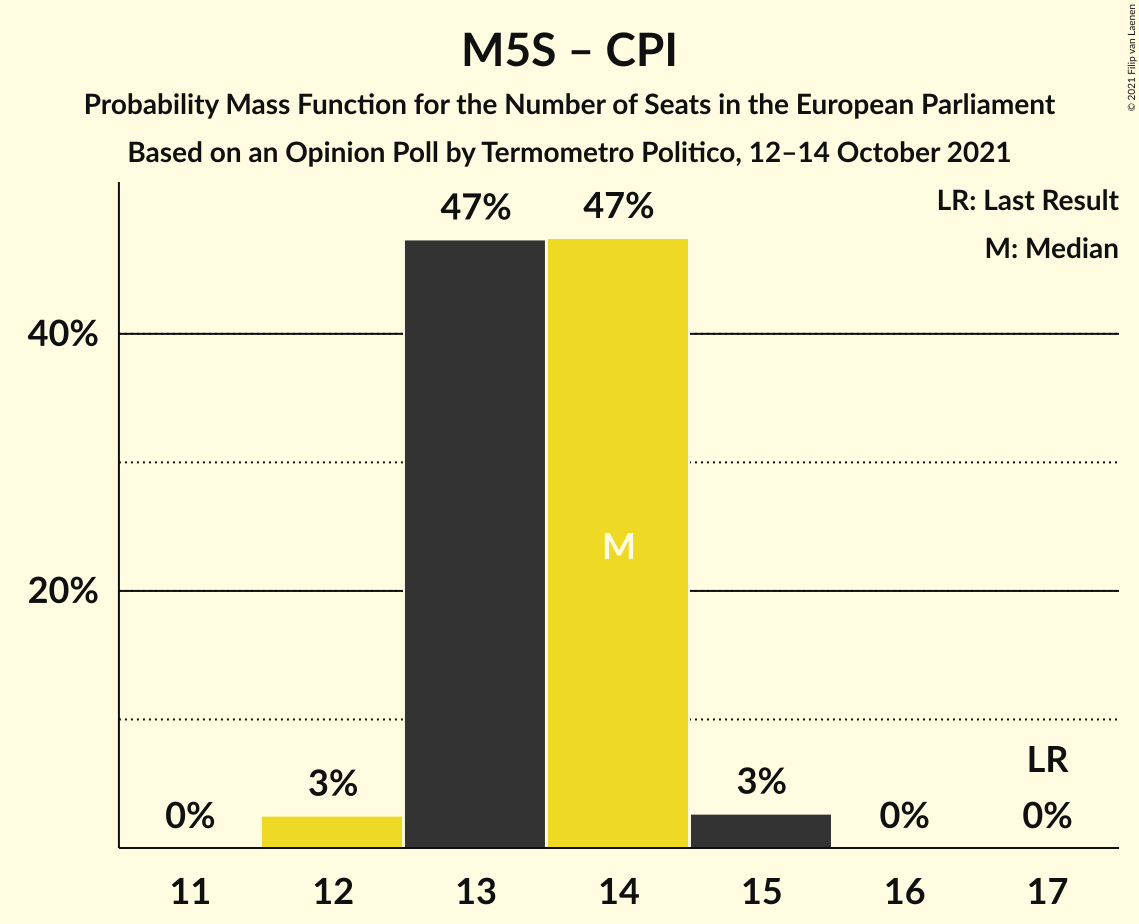 M5S – CPI
Probability Mass Function for the Number of Seats in the European Parliament
Based on an Opinion Poll by Termometro Politico, 12–14 October 2021
© 2021 Filip van Laenen
LR: Last Result
M: Median
47%
47%
40%
M
20%
LR
0%
3%
3%
0%
0%
11
12
13
14
15
16
17